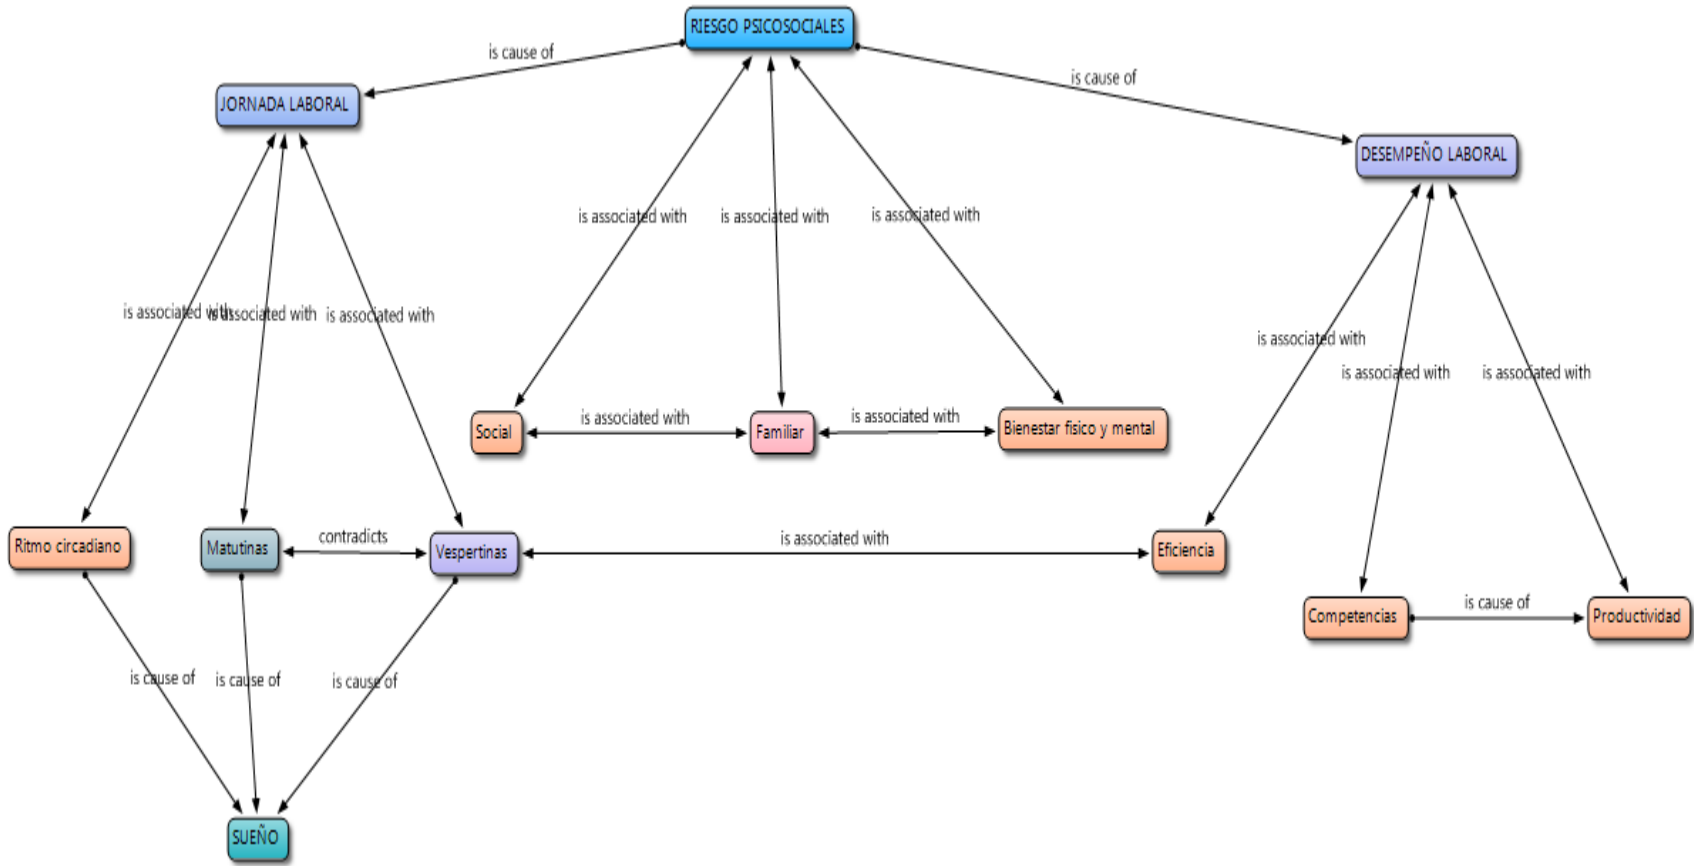 RIESGO PSICOSOCIALES
is cause of
is cause of
JORNADA LABORAL
DESEMPEÑO LABORAL
is associated with
is associated with
is associated with
is associated with
is associated with
is associated with
is associated with
is associated with
is associated with
Social
is associated with
Familiar
is associated with
Bienestar fisico y mental
Ritmo circadiano
Matutinas
contradicts
Vespertinas
is associated with
Eficiencia
Competencias
is cause of
Productividad
is cause of
is cause of
is cause of
SUEÑO